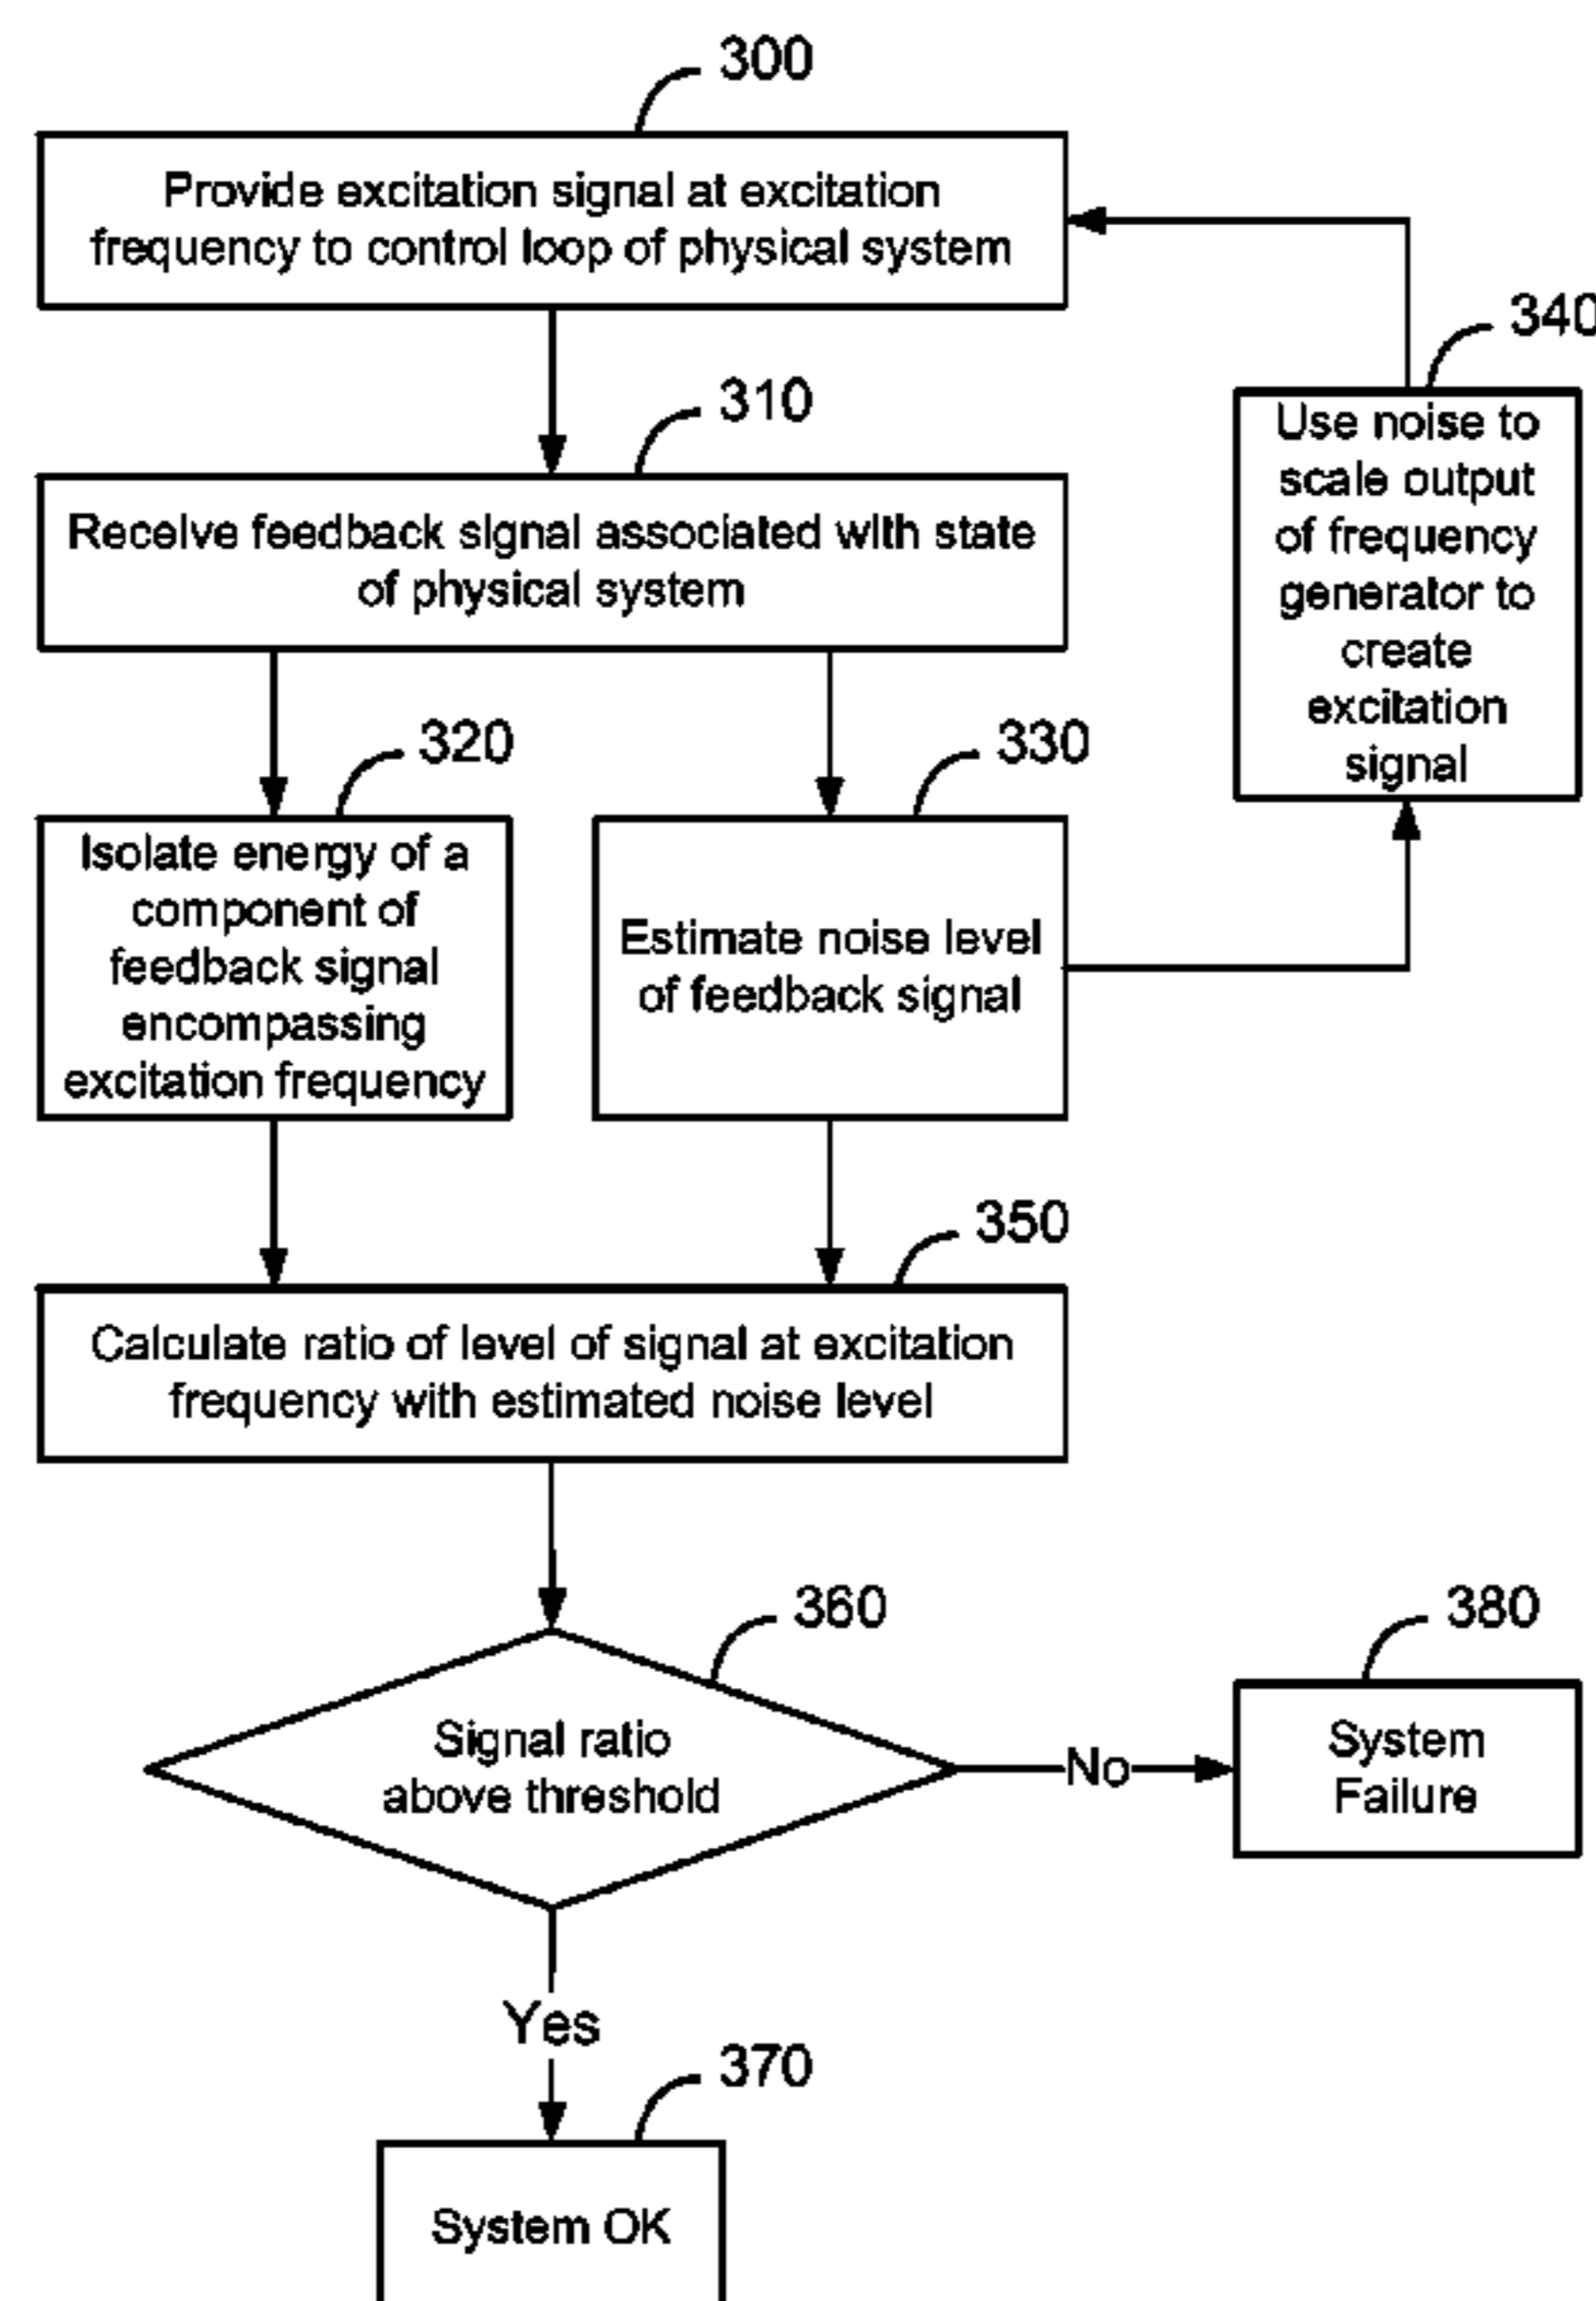 300
Provide excitation signal at excitation
frequency to control loop of physical system
310
Receive feedback signal associated with state
of physical system
340
Use noise to
scale output
of frequency
generator to
create
excitation
signal
320
Isolate energy of a
component of
feedback signal
encompassing
excitation frequency
330
Estimate noise level
of feedback signal
350
Calculate ratio of level of signal at excitation
frequency with estimated noise level
360
Signal ratio
above threshold
No
380
System
Failure
Yes
370
System OK